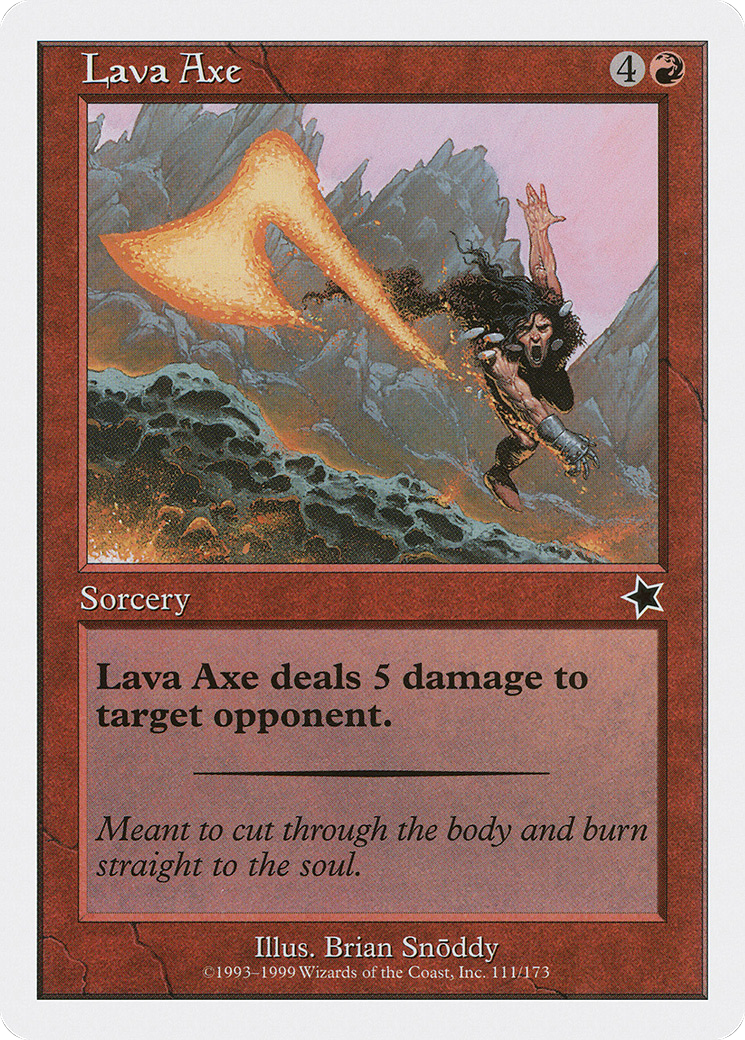 Lava Axe 4
Sorcery
Lava Axe deals 5 damage to
target opponent.
Meant to cut through the body and burn
straight to the soul.
Illus. Brian Snōddy
©1993–1999 Wizards of the Coast, Inc. 111/173